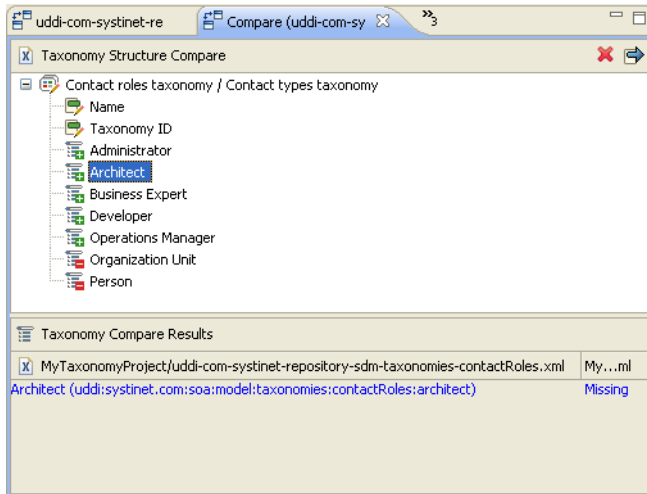 uddi-com-systinet-re
Compare (uddi-com-sy
»3
Taxonomy Structure Compare
Contact roles taxonomy / Contact types taxonomy
Name
Taxonomy ID
Administrator
Architect
Business Expert
Developer
Operations Manager
Organization Unit
Person
Taxonomy Compare Results
MyTaxonomyProject/uddi-com-systinet-repository-sdm-taxonomies-contactRoles.xml My...ml
Architect (uddi:systinet.com:soa:model:taxonomies:contactRoles:architect) Missing